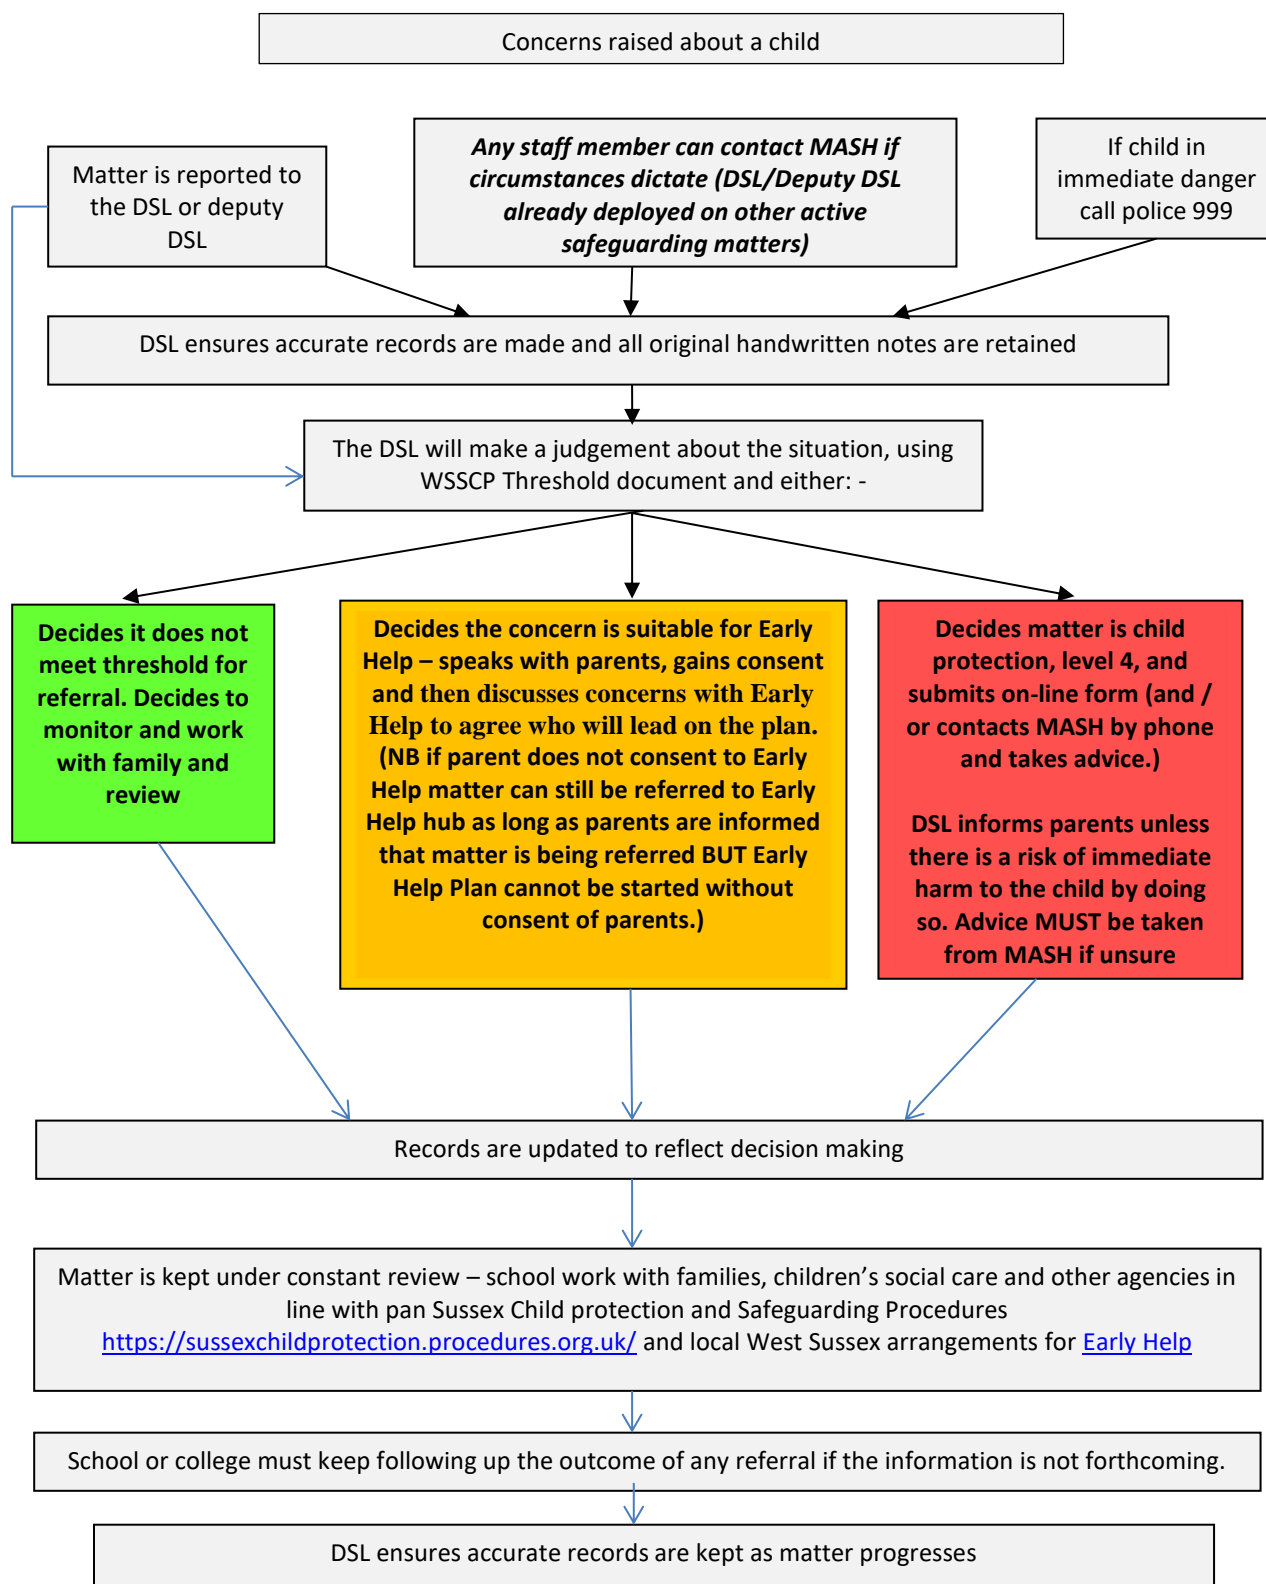 Concerns raised about a child
Matter is reported to
the DSL or deputy
DSL
Any staff member can contact MASH if
circumstances dictate (DSL/Deputy DSL
already deployed on other active
safeguarding matters)
If child in
immediate danger
call police 999
DSL ensures accurate records are made and all original handwritten notes are retained
The DSL will make a judgement about the situation, using
WSSCP Threshold document and either: -
Decides it does not
meet threshold for
referral. Decides to
monitor and work
with family and
review
Decides the concern is suitable for Early
Help – speaks with parents, gains consent
and then discusses concerns with Early
Help to agree who will lead on the plan.
(NB if parent does not consent to Early
Help matter can still be referred to Early
Help hub as long as parents are informed
that matter is being referred BUT Early
Help Plan cannot be started without
consent of parents.)
Decides matter is child
protection, level 4, and
submits on-line form (and /
or contacts MASH by phone
and takes advice.)
DSL informs parents unless
there is a risk of immediate
harm to the child by doing
so. Advice MUST be taken
from MASH if unsure
Records are updated to reflect decision making
Matter is kept under constant review – school work with families, children’s social care and other agencies in
line with pan Sussex Child protection and Safeguarding Procedures
https://sussexchildprotection.procedures.org.uk/ and local West Sussex arrangements for Early Help
School or college must keep following up the outcome of any referral if the information is not forthcoming.
DSL ensures accurate records are kept as matter progresses